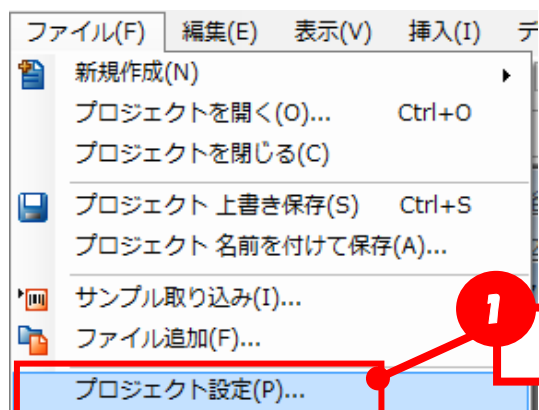 ファイル(F) 編集(E) 表示(V) 挿入(I) デ
新規作成(N)
プロジェクトを開く(O)... Ctrl+O
プロジェクトを閉じる(C)
プロジェクト 上書き保存(S) Ctrl+S
プロジェクト 名前を付けて保存(A)...
サンプル取り込み(I)...
1
ファイル追加(F)...
プロジェクト設定(P)...